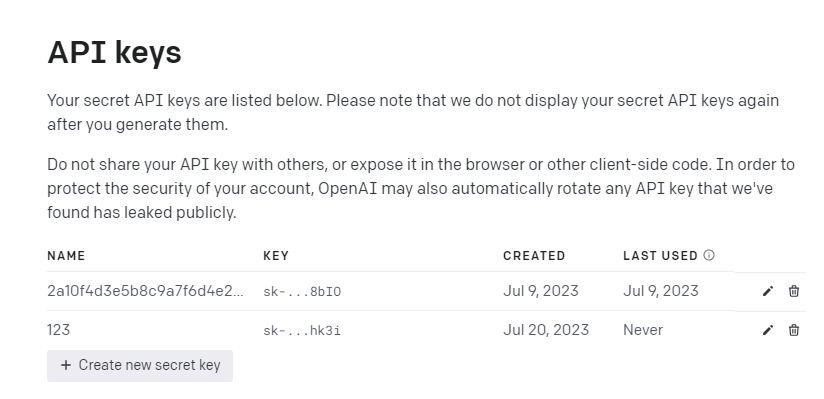 API keys
Your secret API keys are listed below. Please note that we do not display your secret API keys again
after you generate them.
Do not share your API key with others, or expose it in the browser or other client-side code. In order to
protect the security of your account, OpenAI may also automatically rotate any API key that we've
found has leaked publicly.
NAME KEY CREATED LAST USED
2a10f4d3e5b8c9a7f6d4e2... sk-...8bIO Jul 9, 2023 Jul 9, 2023
123 sk-...hk3i Jul 20, 2023 Never
+ Create new secret key